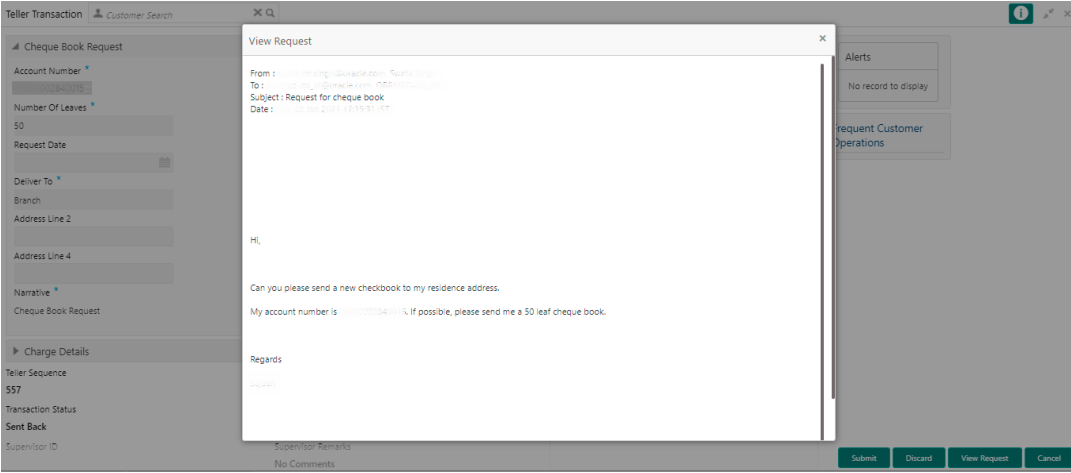 Teller Transaction
Customer Search
Cheque Book Request
Account Number *
Number Of Leaves *
50
Request Date
Deliver To *
Branch
Address Line 2
Address Line 4
Narrative *
Cheque Book Request
Charge Details
Teller Sequence
557
Transaction Status
Sent Back
Supervisor ID
Supervisor Remarks
No Comments
View Request
From :
To :
Subject : Request for cheque book
Date :
Hi,
Can you please send a new checkbook to my residence address.
My account number is . If possible, please send me a 50 leaf cheque book.
Regards
Alerts
No record to display
Frequent Customer
Operations
Submit
Discard
View Request
Cancel